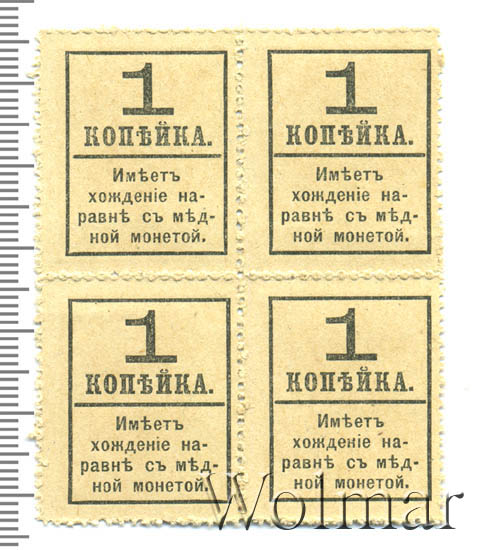 1
КОПѢЙКА.
Имѣетъ
хожденіе на-
равнѣ съ мѣд-
ной монетой.
1
КОПѢЙКА.
Имѣетъ
хожденіе на-
равнѣ съ мѣд-
ной монетой.
1
КОПѢЙКА.
Имѣетъ
хожденіе на-
равнѣ съ мѣд-
ной монетой.
1
КОПѢЙКА.
Имѣетъ
хожденіе на-
равнѣ съ мѣд-
ной монетой.
Wolmar